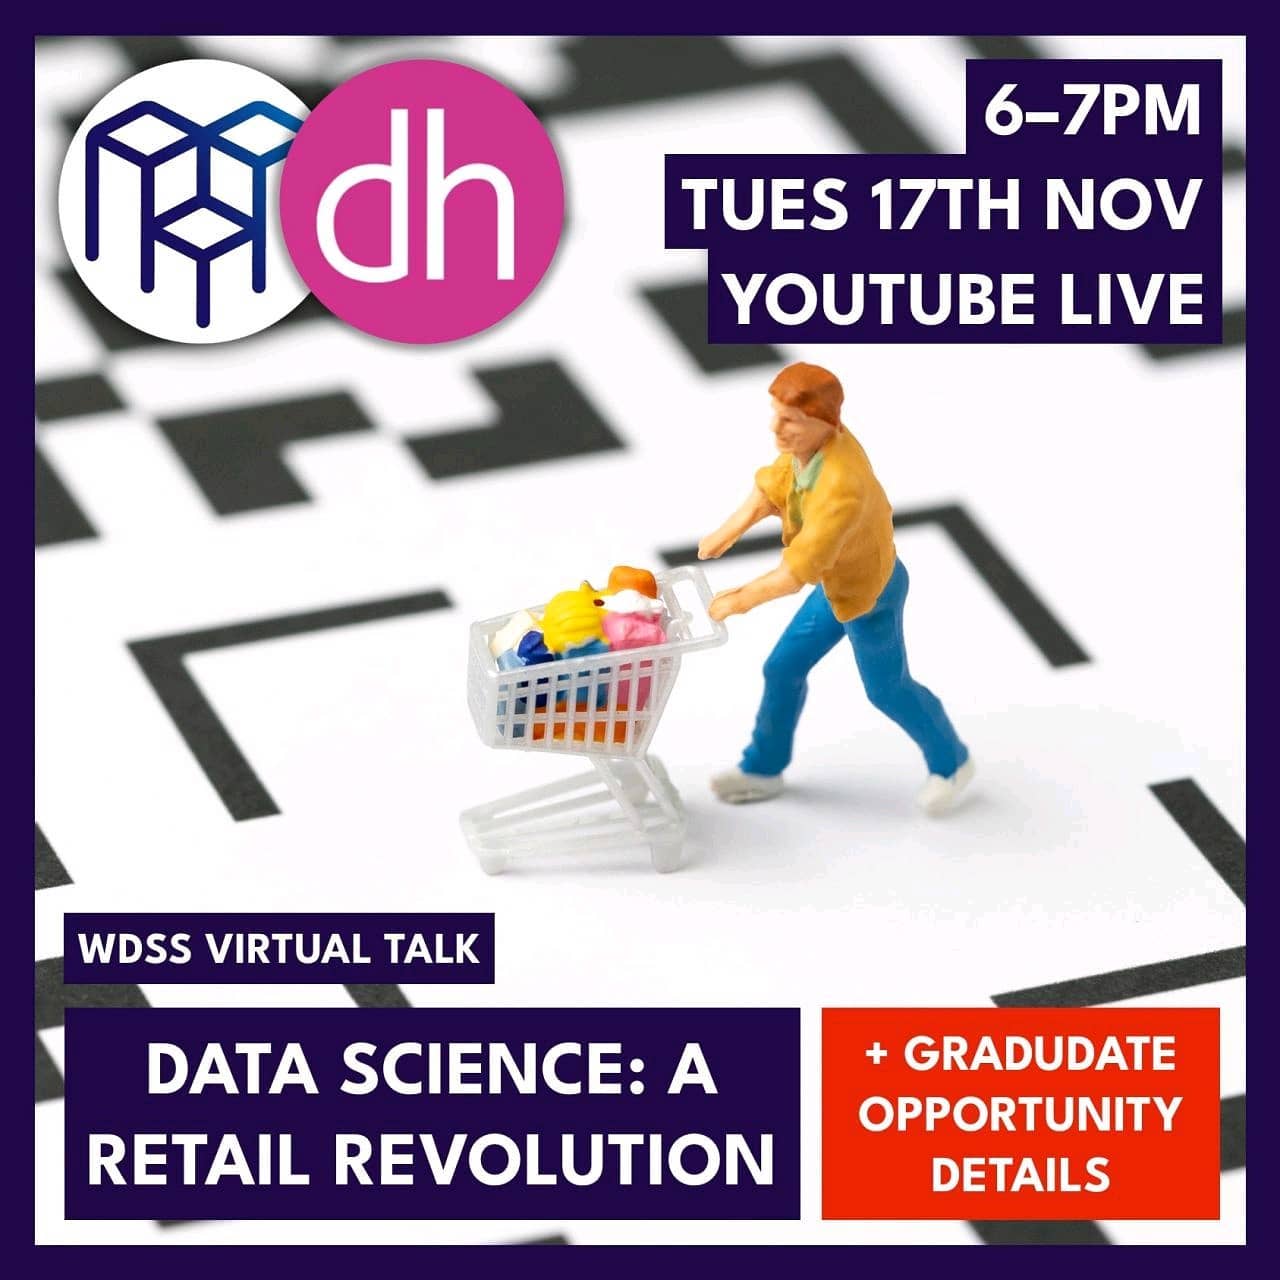 dh
6–7PM
TUES 17TH NOV
YOUTUBE LIVE
WDSS VIRTUAL TALK
DATA SCIENCE: A
RETAIL REVOLUTION
+ GRADUDATE
OPPORTUNITY
DETAILS